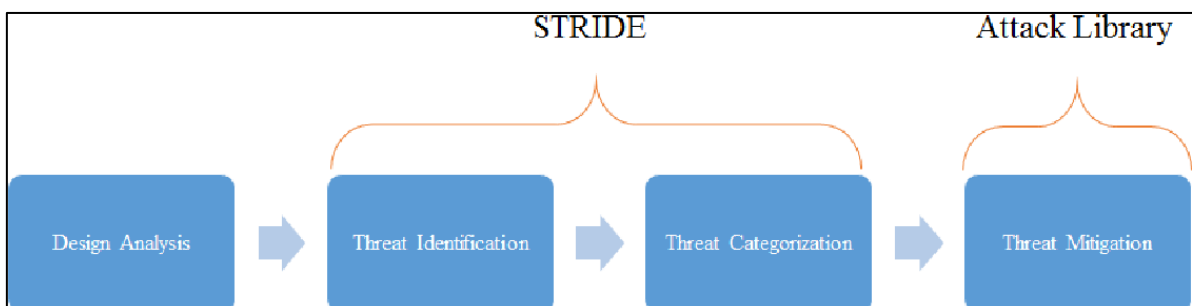 STRIDE
Attack Library
Design Analysis
Threat Identification
Threat Categorization
Threat Mitigation